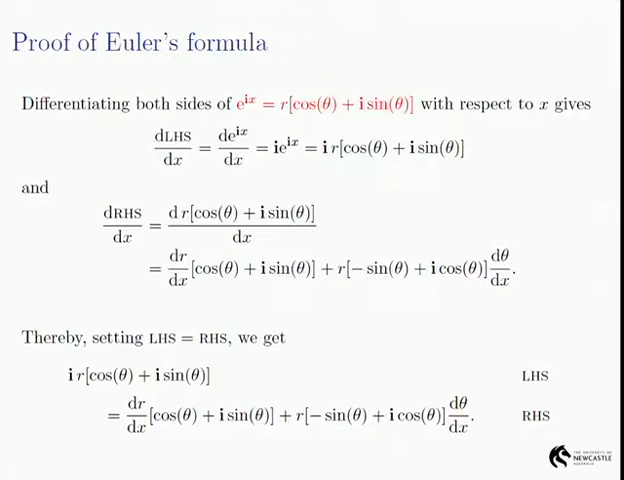 Proof of Euler's formula
Differentiating both sides of e^{ix} = r[cos(θ) + i sin(θ)] with respect to x gives
dLHS/dx = de^{ix}/dx = ie^{ix} = i r[cos(θ) + i sin(θ)]
and
dRHS/dx = d r[cos(θ) + i sin(θ)]/dx
= dr/dx [cos(θ) + i sin(θ)] + r[− sin(θ) + i cos(θ)] dθ/dx.
Thereby, setting LHS = RHS, we get
i r[cos(θ) + i sin(θ)] LHS
= dr/dx [cos(θ) + i sin(θ)] + r[− sin(θ) + i cos(θ)] dθ/dx. RHS
THE UNIVERSITY OF
NEWCASTLE
AUSTRALIA